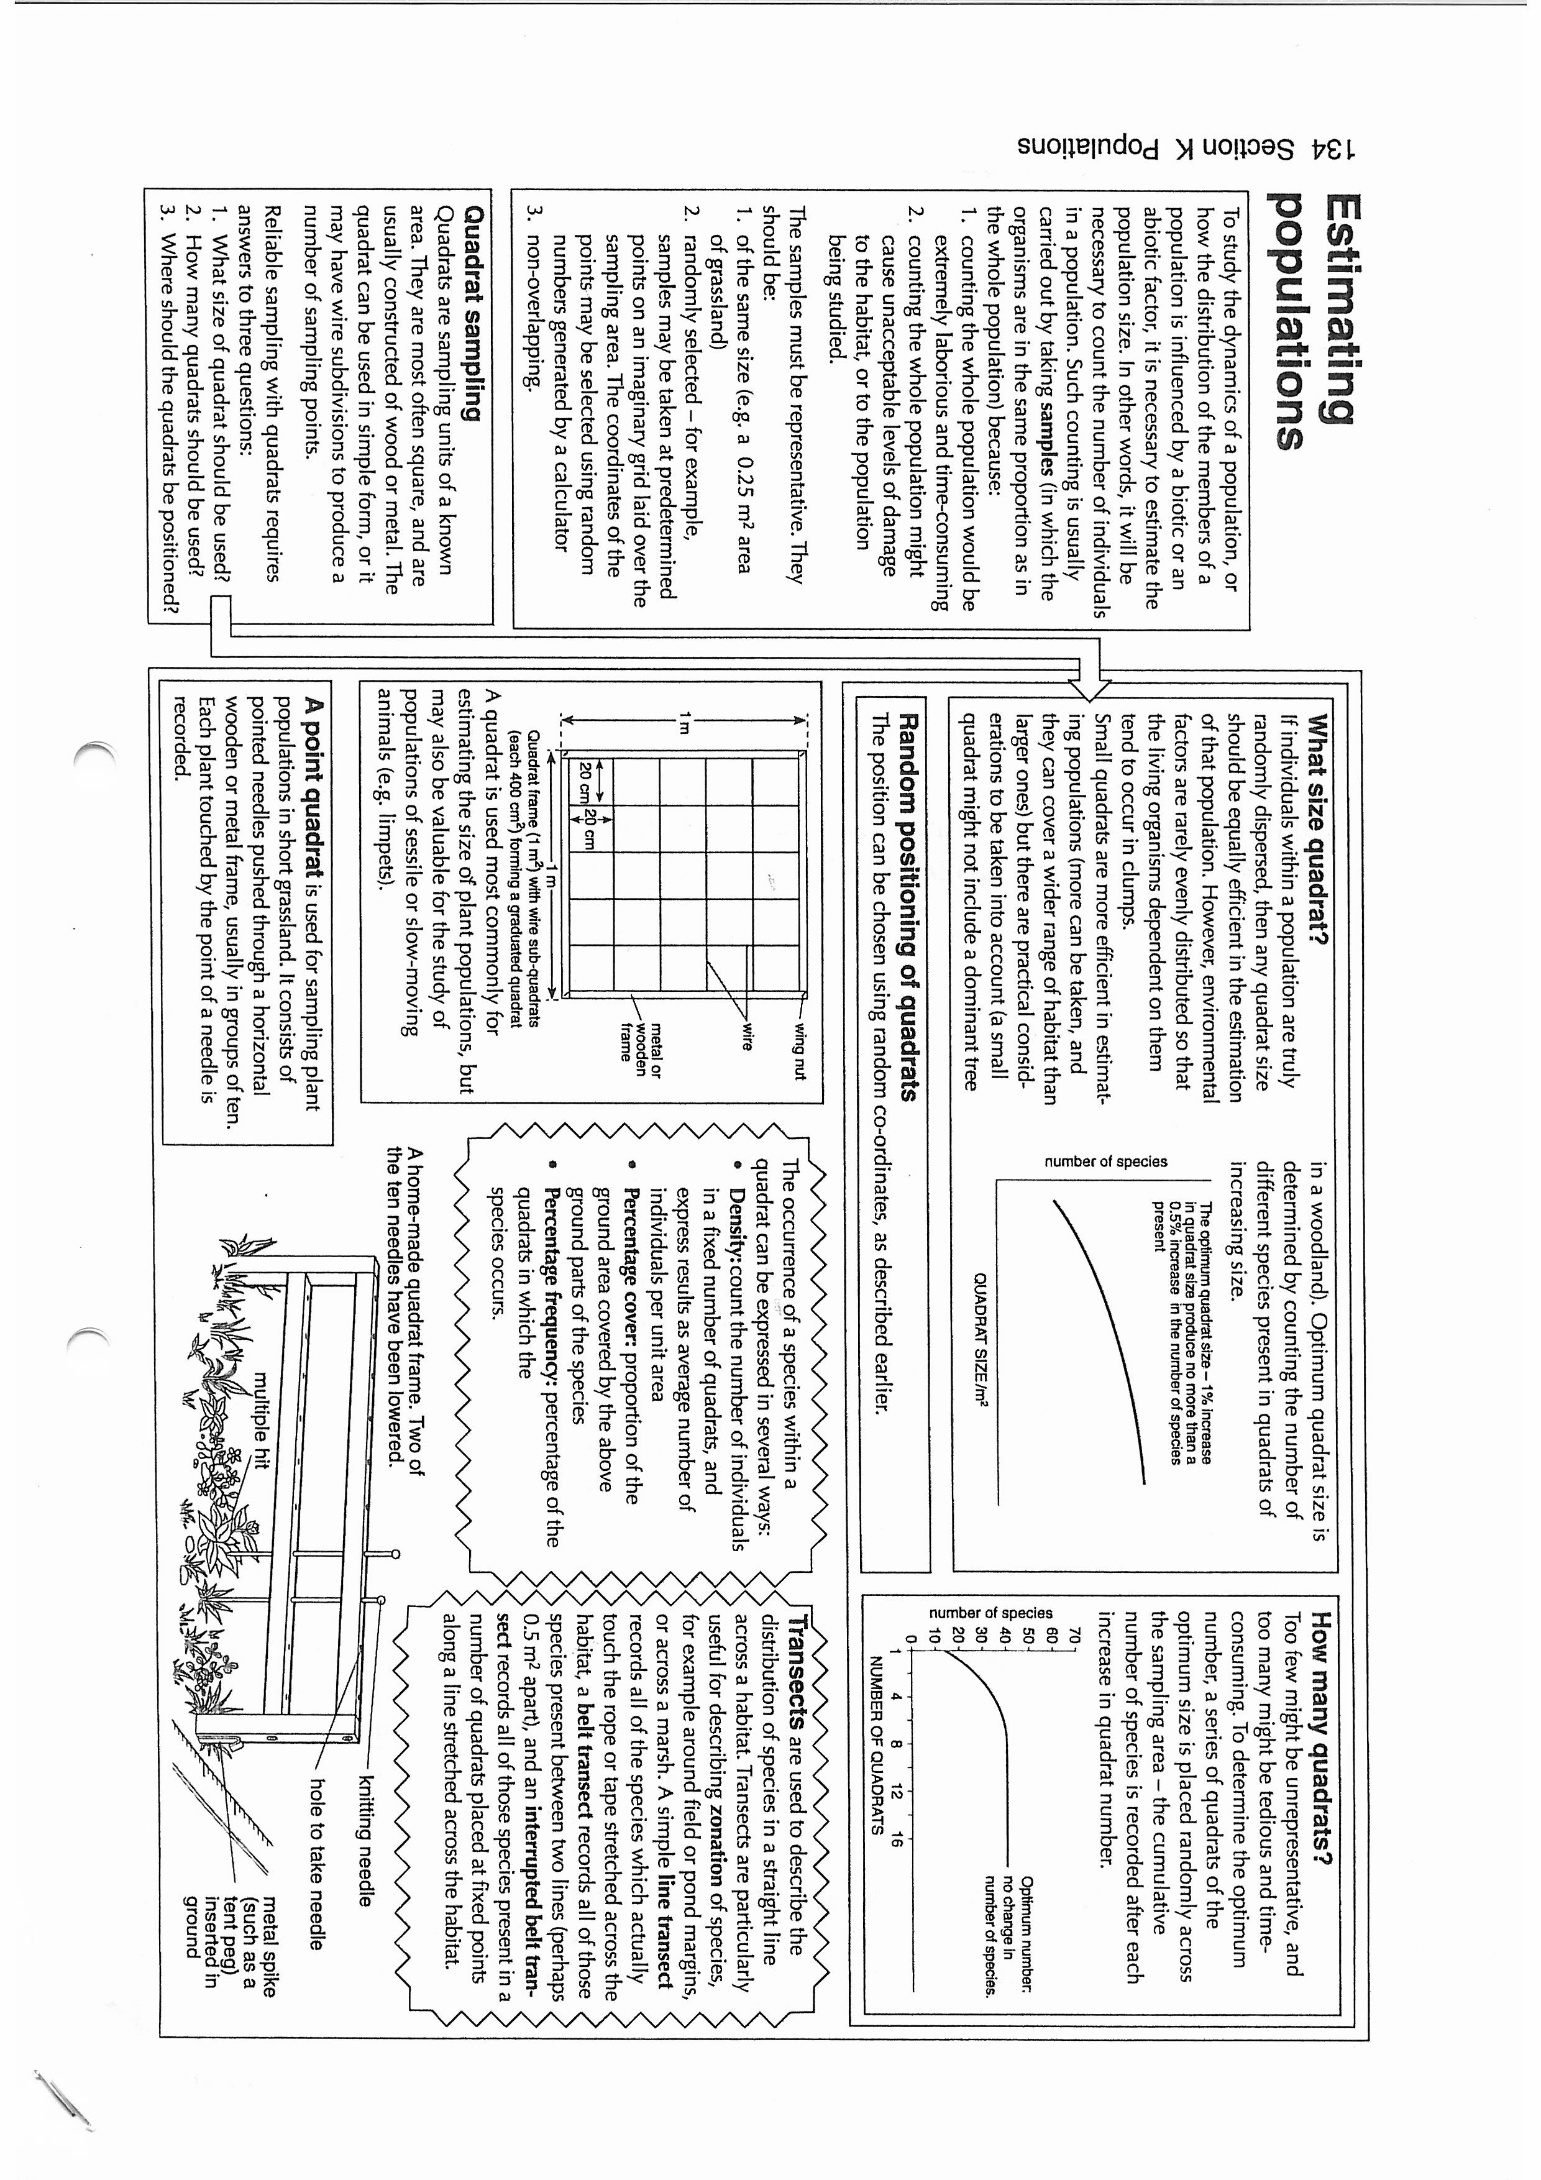 134 Section K Populations
Estimating
populations
To study the dynamics of a population, or
how the distribution of the members of a
population is influenced by a biotic or an
abiotic factor, it is necessary to estimate the
population size. In other words, it will be
necessary to count the number of individuals
in a population. Such counting is usually
carried out by taking samples (in which the
organisms are in the same proportion as in
the whole population) because:
1. counting the whole population would be
extremely laborious and time-consuming
2. counting the whole population might
cause unacceptable levels of damage
to the habitat, or to the population
being studied.
The samples must be representative. They
should be:
1. of the same size (e.g. a 0.25 m² area
of grassland)
2. randomly selected – for example,
samples may be taken at predetermined
points on an imaginary grid laid over the
sampling area. The coordinates of the
points may be selected using random
numbers generated by a calculator
3. non-overlapping.
Quadrat sampling
Quadrats are sampling units of a known
area. They are most often square, and are
usually constructed of wood or metal. The
quadrat can be used in simple form, or it
may have wire subdivisions to produce a
number of sampling points.
Reliable sampling with quadrats requires
answers to three questions:
1. What size of quadrat should be used?
2. How many quadrats should be used?
3. Where should the quadrats be positioned?
What size quadrat?
If individuals within a population are truly
randomly dispersed, then any quadrat size
should be equally efficient in the estimation
of that population. However, environmental
factors are rarely evenly distributed so that
the living organisms dependent on them
tend to occur in clumps.
Small quadrats are more efficient in estimat-
ing populations (more can be taken, and
they can cover a wider range of habitat than
larger ones) but there are practical consid-
erations to be taken into account (a small
quadrat might not include a dominant tree
in a woodland). Optimum quadrat size is
determined by counting the number of
different species present in quadrats of
increasing size.
The optimum quadrat size – 1% increase
in quadrat size produce no more than a
0.5% increase in the number of species
present
number of species
QUADRAT SIZE/m²
How many quadrats?
Too few might be unrepresentative, and
too many might be tedious and time-
consuming. To determine the optimum
number, a series of quadrats of the
optimum size is placed randomly across
the sampling area – the cumulative
number of species is recorded after each
increase in quadrat number.
number of species
70
60
50
40
30
20
10
0
1 4 8 12 16
NUMBER OF QUADRATS
Optimum number:
no change in
number of species.
Random positioning of quadrats
The position can be chosen using random co-ordinates, as described earlier.
1 m
20 cm
20 cm
1 m
wing nut
wire
metal or
wooden
frame
Quadrat frame (1 m²) with wire sub-quadrats
(each 400 cm²) forming a graduated quadrat
A quadrat is used most commonly for
estimating the size of plant populations, but
may also be valuable for the study of
populations of sessile or slow-moving
animals (e.g. limpets).
The occurrence of a species within a
quadrat can be expressed in several ways:
• Density: count the number of individuals
in a fixed number of quadrats, and
express results as average number of
individuals per unit area
• Percentage cover: proportion of the
ground area covered by the above
ground parts of the species
• Percentage frequency: percentage of the
quadrats in which the
species occurs.
Transects are used to describe the
distribution of species in a straight line
across a habitat. Transects are particularly
useful for describing zonation of species,
for example around field or pond margins,
or across a marsh. A simple line transect
records all of the species which actually
touch the rope or tape stretched across the
habitat, a belt transect records all of those
species present between two lines (perhaps
0.5 m² apart), and an interrupted belt tran-
sect records all of those species present in a
number of quadrats placed at fixed points
along a line stretched across the habitat.
A point quadrat is used for sampling plant
populations in short grassland. It consists of
pointed needles pushed through a horizontal
wooden or metal frame, usually in groups of ten.
Each plant touched by the point of a needle is
recorded.
A home-made quadrat frame. Two of
the ten needles have been lowered.
multiple hit
knitting needle
hole to take needle
metal spike
(such as a
tent peg)
inserted in
ground